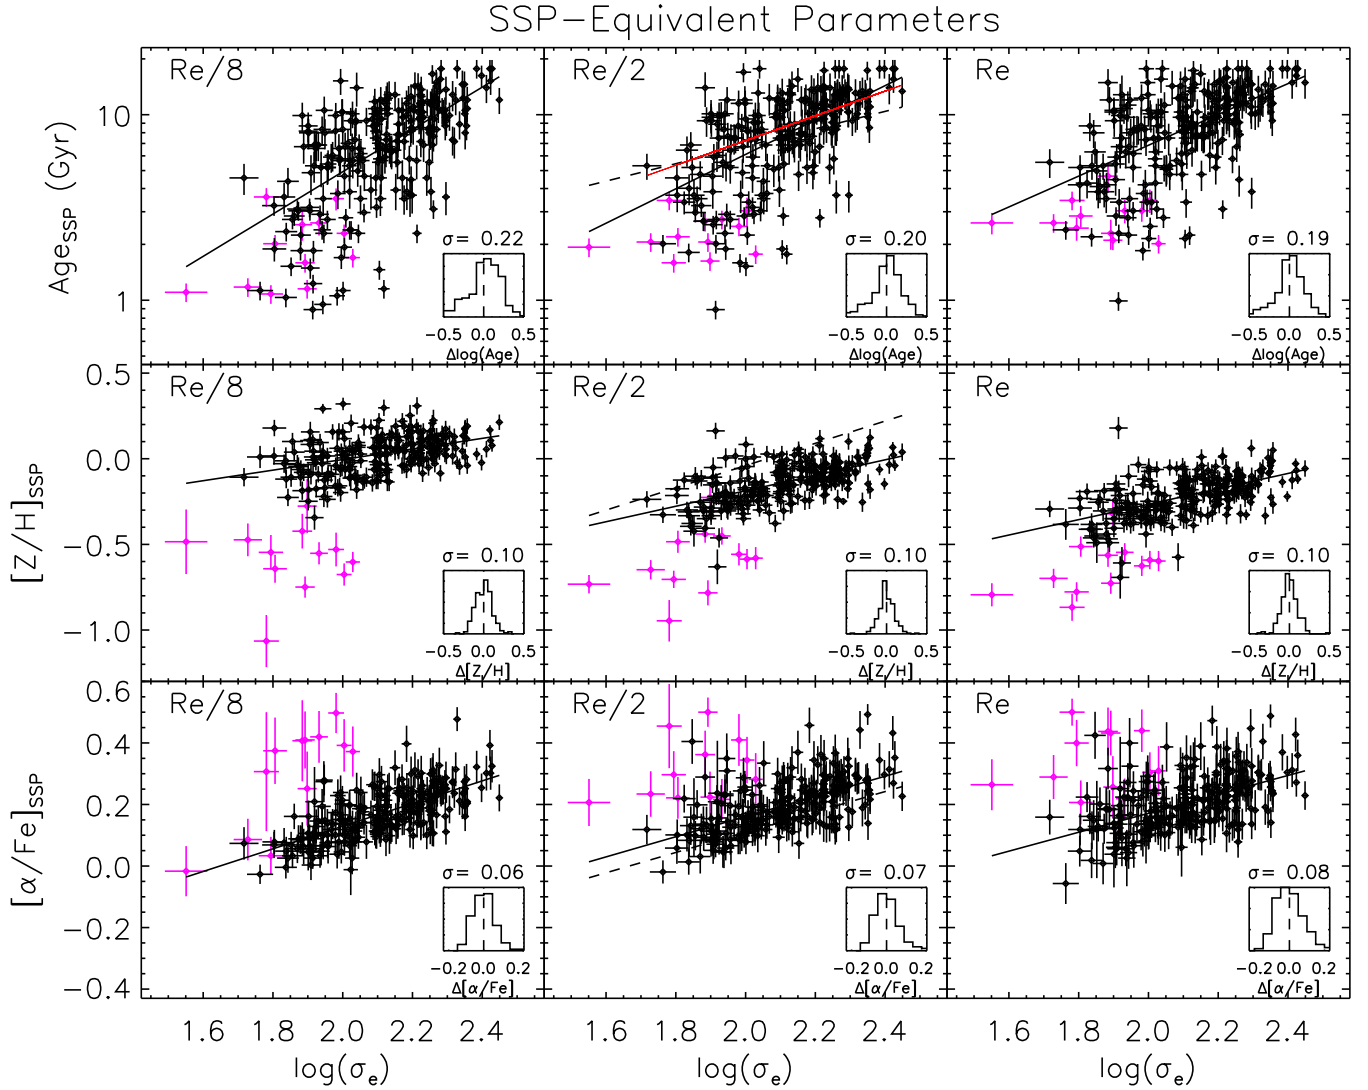 SSP-Equivalent Parameters
Re/8
Re/2
Re
10
1
Age_SSP (Gyr)
σ= 0.22
σ= 0.20
σ= 0.19
-0.5 0.0 0.5
-0.5 0.0 0.5
-0.5 0.0 0.5
Δlog(Age)
Δlog(Age)
Δlog(Age)
Re/8
Re/2
Re
0.5
0.0
-0.5
-1.0
[Z/H]_SSP
σ= 0.10
σ= 0.10
σ= 0.10
-0.5 0.0 0.5
-0.5 0.0 0.5
-0.5 0.0 0.5
Δ[Z/H]
Δ[Z/H]
Δ[Z/H]
Re/8
Re/2
Re
0.6
0.4
0.2
0.0
-0.2
-0.4
[α/Fe]_SSP
σ= 0.06
σ= 0.07
σ= 0.08
-0.2 0.0 0.2
-0.2 0.0 0.2
-0.2 0.0 0.2
Δ[α/Fe]
Δ[α/Fe]
Δ[α/Fe]
1.6 1.8 2.0 2.2 2.4
1.6 1.8 2.0 2.2 2.4
1.6 1.8 2.0 2.2 2.4
log(σ_e)
log(σ_e)
log(σ_e)